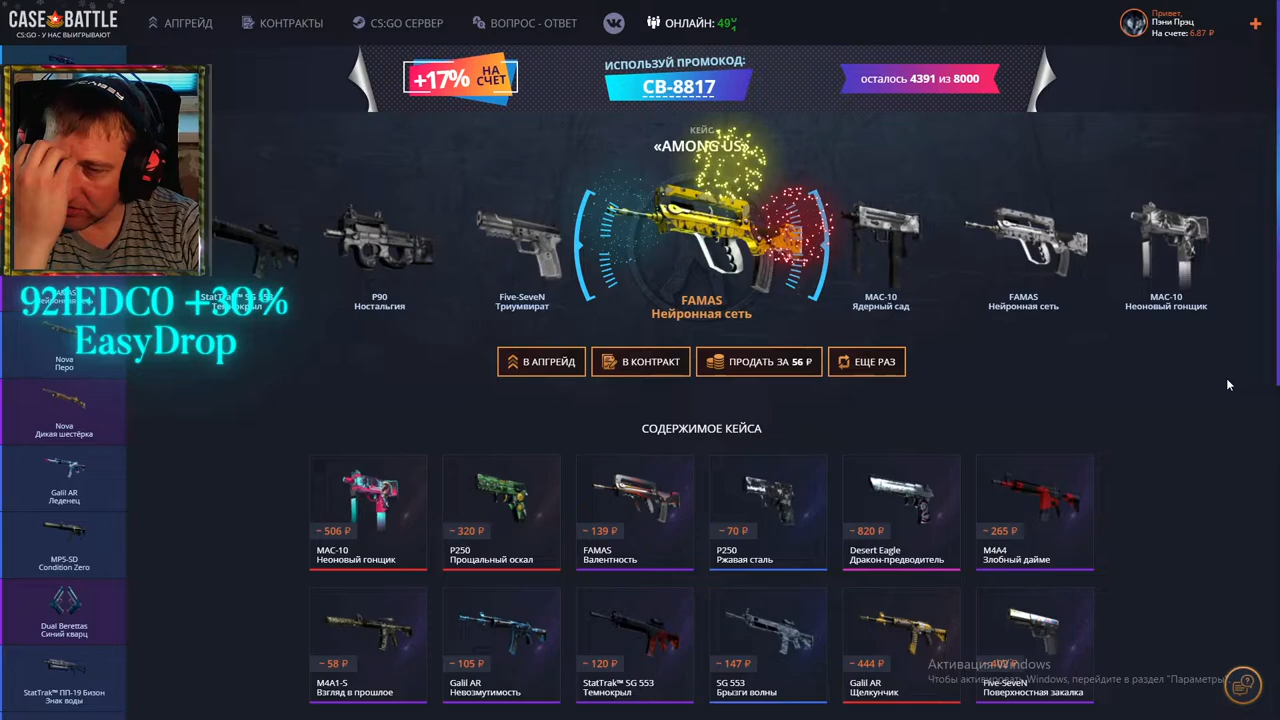 CASE BATTLE
CS:GO - У НАС ВЫИГРЫВАЮТ
АПГРЕЙД
КОНТРАКТЫ
CS:GO СЕРВЕР
ВОПРОС - ОТВЕТ
ОНЛАЙН:
Привет,
Пэни Прэц
На счете: 6.87 ₽
+17% НА СЧЕТ
ИСПОЛЬЗУЙ ПРОМОКОД:
CB-8817
осталось 4391 из 8000
КЕЙС
«AMONG US»
P90
Ностальгия
Five-SeveN
Триумвират
FAMAS
Нейронная сеть
MAC-10
Ядерный сад
FAMAS
Нейронная сеть
MAC-10
Неоновый гонщик
921EDC0 +30%
EasyDrop
В АПГРЕЙД
В КОНТРАКТ
ПРОДАТЬ ЗА 56 ₽
ЕЩЕ РАЗ
Nova
Перо
Nova
Дикая шестёрка
Galil AR
Леденец
MP5-SD
Condition Zero
Dual Berettas
Синий кварц
StatTrak™ ПП-19 Бизон
Знак воды
СОДЕРЖИМОЕ КЕЙСА
~ 506 ₽
MAC-10
Неоновый гонщик
~ 320 ₽
P250
Прощальный оскал
~ 139 ₽
FAMAS
Валентность
~ 70 ₽
P250
Ржавая сталь
~ 820 ₽
Desert Eagle
Дракон-предводитель
~ 265 ₽
M4A4
Злобный дайме
~ 58 ₽
M4A1-S
Взгляд в прошлое
~ 105 ₽
Galil AR
Невозмутимость
~ 120 ₽
StatTrak™ SG 553
Темнокрыл
~ 147 ₽
SG 553
Брызги волны
~ 444 ₽
Galil AR
Щелкунчик
Five-SeveN
Поверхностная закалка
Активация Windows
Чтобы активировать Windows, перейдите в раздел "Параметры".